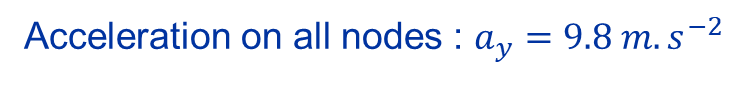 Acceleration on all nodes : a_y = 9.8 m.s⁻²